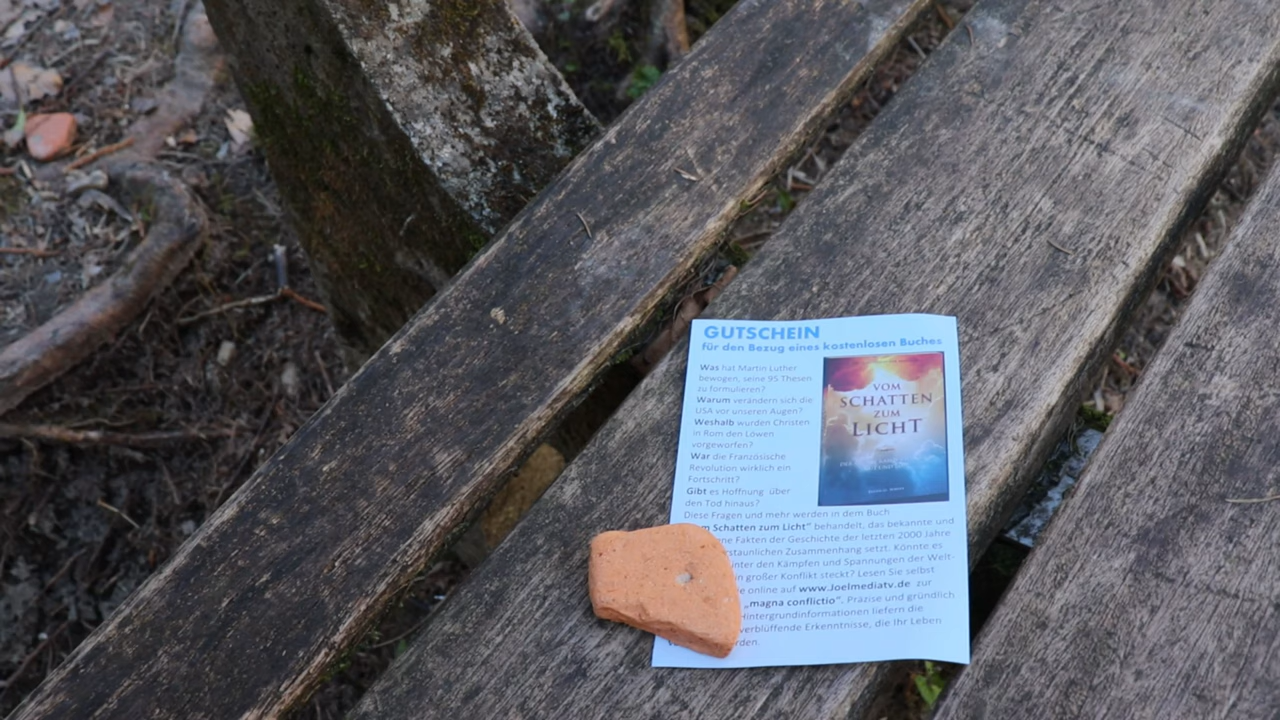 GUTSCHEIN
für den Bezug eines kostenlosen Buches
Was hat Martin Luther
bewogen, seine 95 Thesen
zu formulieren?
Warum verändern sich die
USA vor unseren Augen?
Weshalb wurden Christen
in Rom den Löwen
vorgeworfen?
War die Französische
Revolution wirklich ein
Fortschritt?
Gibt es Hoffnung über
den Tod hinaus?
VOM
SCHATTEN
ZUM
LICHT
Diese Fragen und mehr werden in dem Buch
Schatten zum Licht" behandelt, das bekannte und
Fakten der Geschichte der letzten 2000 Jahre
Zusammenhang setzt. Könnte es
den Kämpfen und Spannungen der Welt-
großer Konflikt steckt? Lesen Sie selbst
online auf www.Joelmediatv.de zur
„magna conflictio". Präzise und gründlich
Hintergrundinformationen liefern die
verblüffende Erkenntnisse, die Ihr Leben